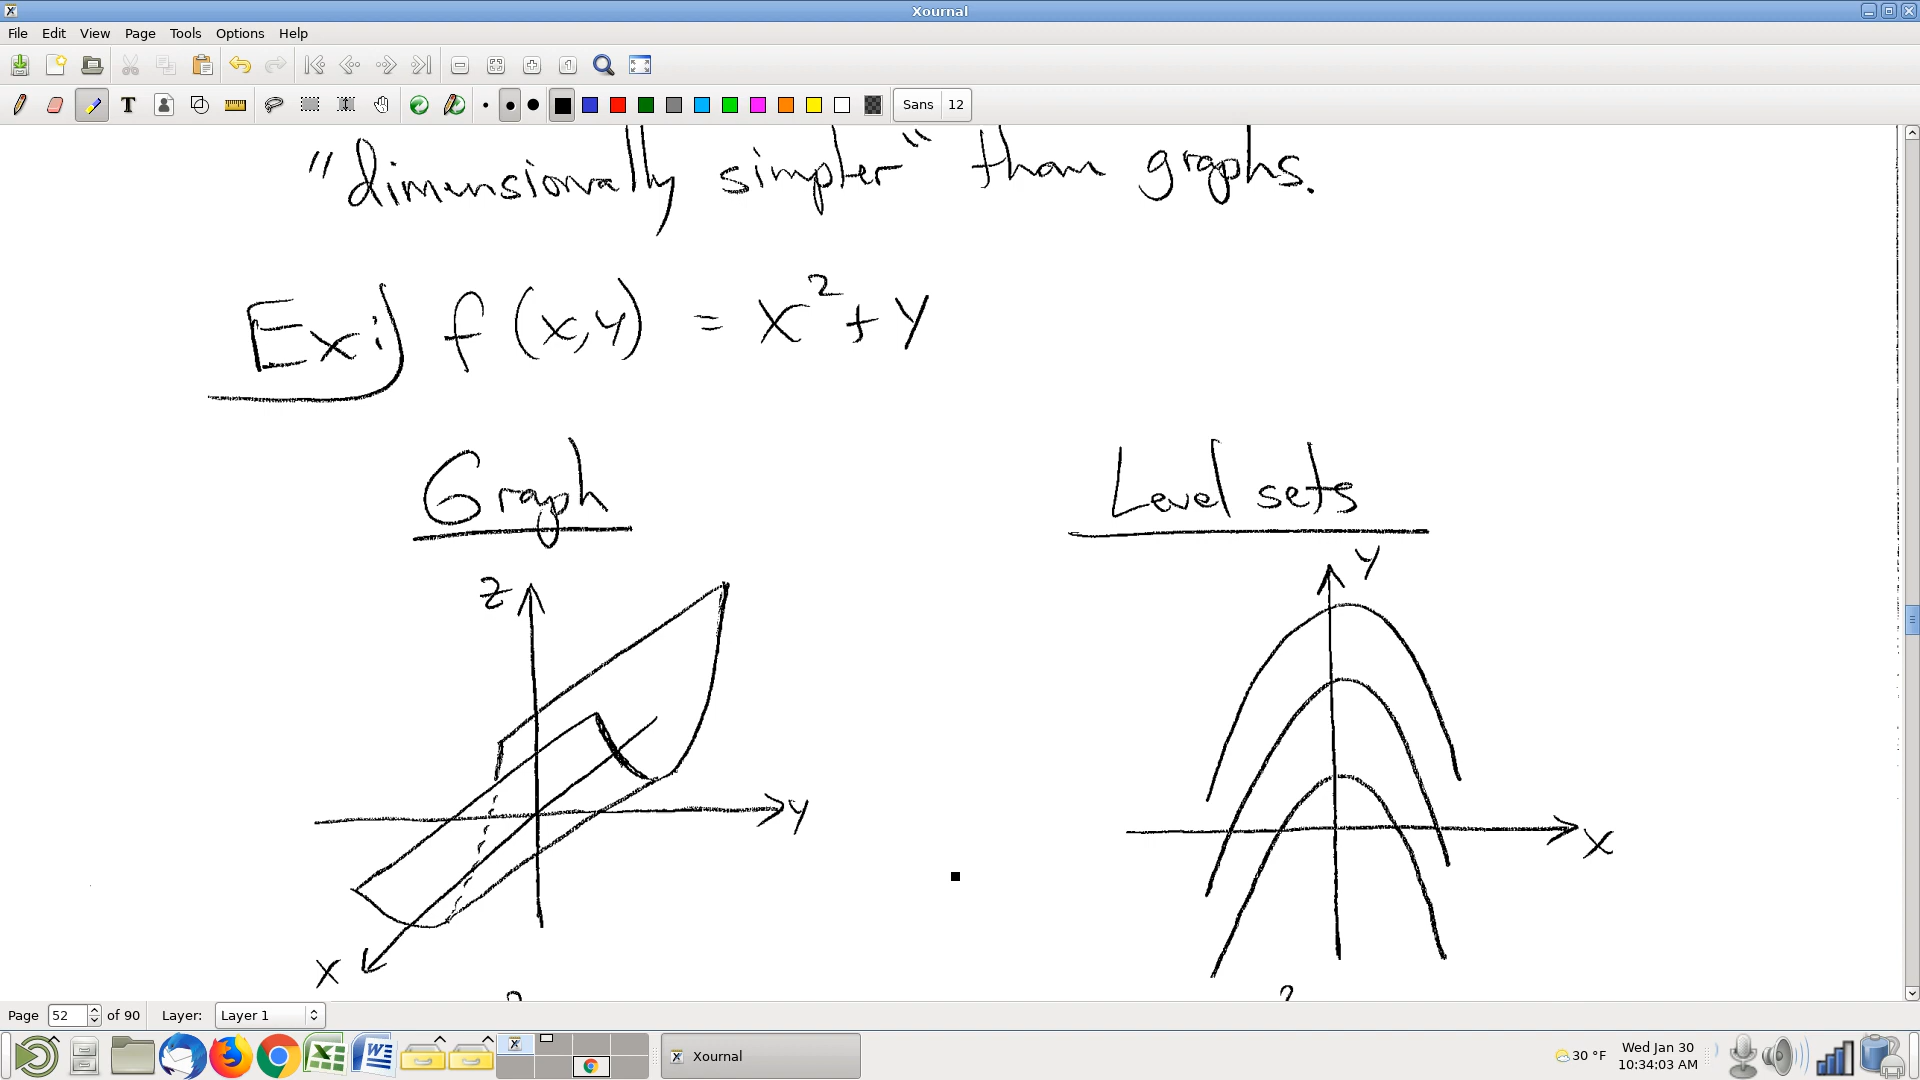 Xournal
File Edit View Page Tools Options Help
Sans 12
"dimensionally simpler" than graphs.
Ex:) f(x,y) = x²+y
Graph
Level sets
z
y
x
y
x
Page 52 of 90 Layer: Layer 1
Xournal
30 °F
Wed Jan 30
10:34:03 AM